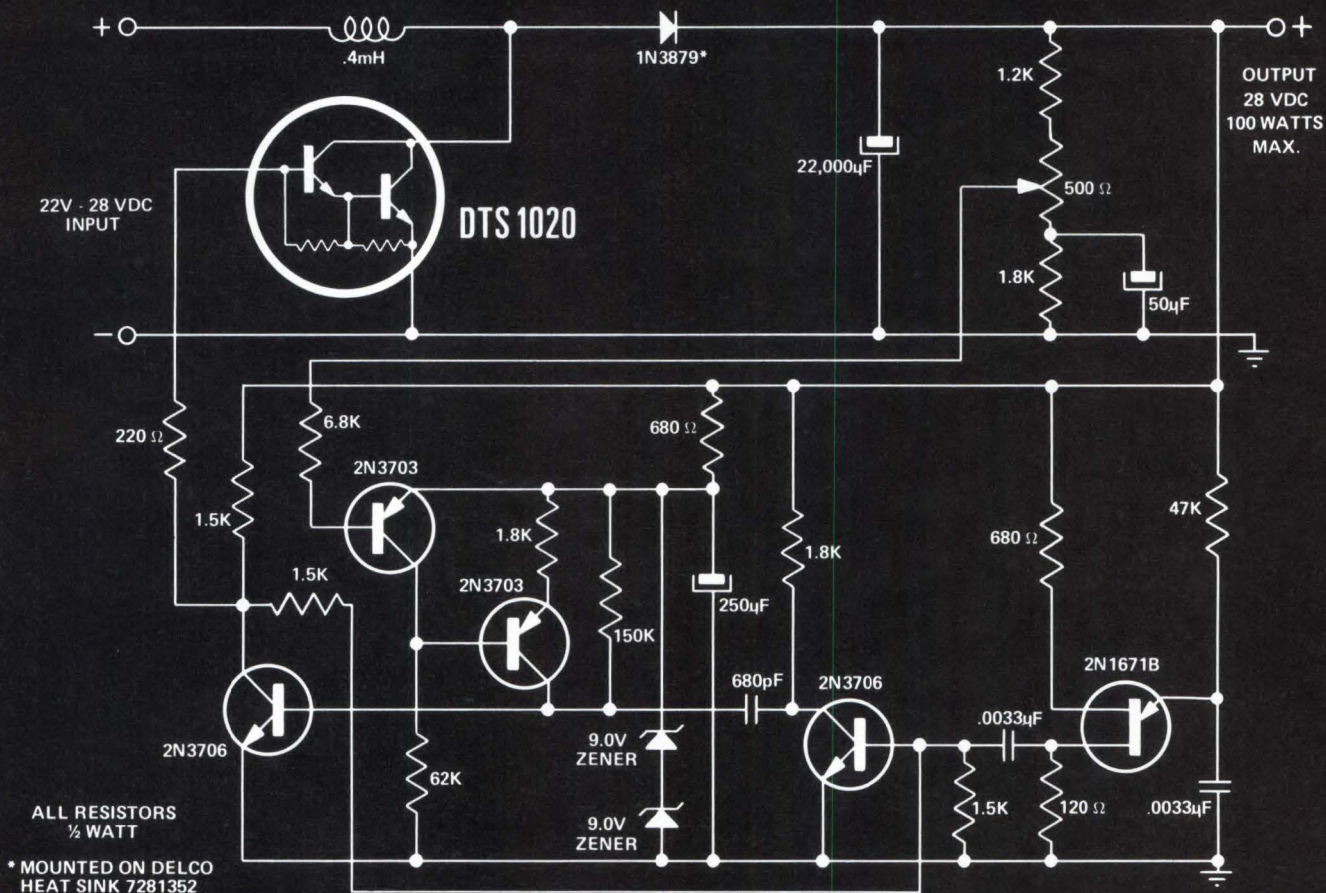 +
+
.4mH
1N3879*
1.2K
OUTPUT
28 VDC
100 WATTS
MAX.
22,000µF
22V - 28 VDC
INPUT
500 Ω
DTS 1020
1.8K
50µF
-
220 Ω
6.8K
680 Ω
2N3703
1.5K
1.8K
1.8K
680 Ω
47K
1.5K
2N3703
250µF
150K
2N1671B
680pF
2N3706
.0033µF
2N3706
9.0V
ZENER
62K
1.5K
120 Ω
.0033µF
9.0V
ZENER
ALL RESISTORS
½ WATT
* MOUNTED ON DELCO
HEAT SINK 7281352